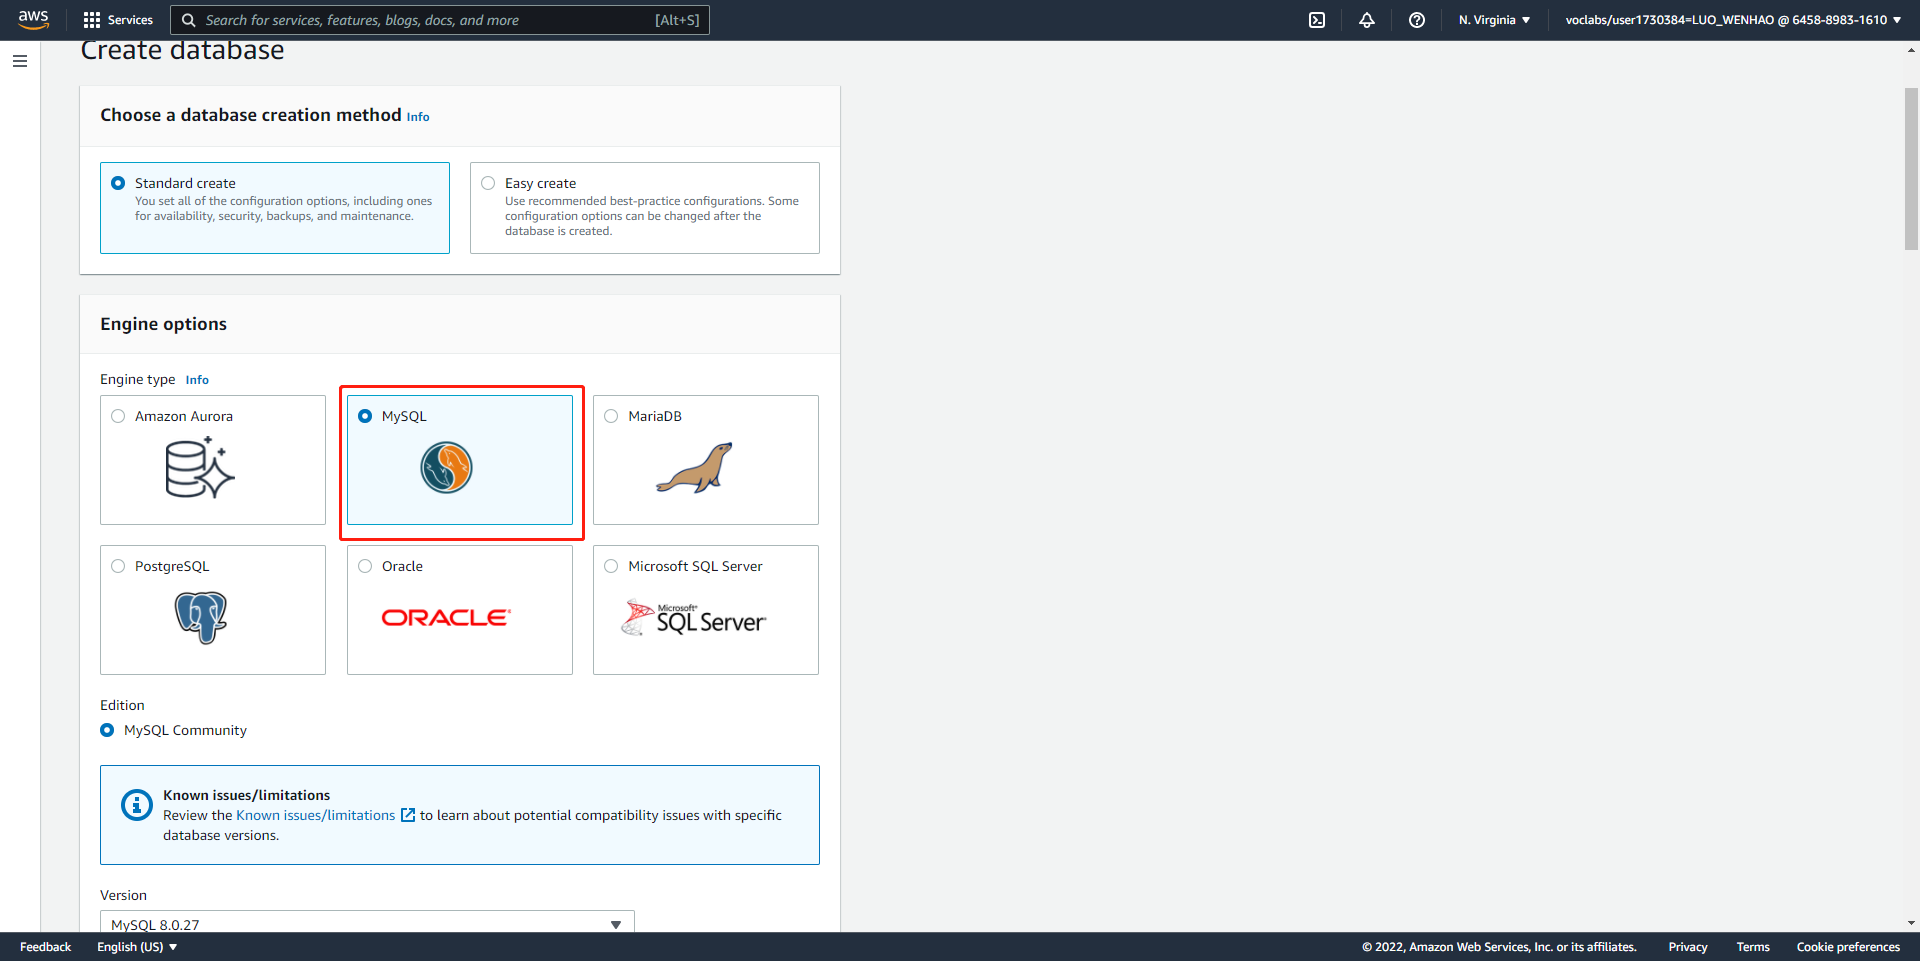 aws
Services
Search for services, features, blogs, docs, and more
[Alt+S]
N. Virginia
voclabs/user1730384=LUO_WENHAO @ 6458-8983-1610
Create database
Choose a database creation method Info
Standard create
You set all of the configuration options, including ones
for availability, security, backups, and maintenance.
Easy create
Use recommended best-practice configurations. Some
configuration options can be changed after the
database is created.
Engine options
Engine type Info
Amazon Aurora
MySQL
MariaDB
PostgreSQL
Oracle
ORACLE
Microsoft SQL Server
Microsoft
SQL Server
Edition
MySQL Community
Known issues/limitations
Review the Known issues/limitations to learn about potential compatibility issues with specific
database versions.
Version
MySQL 8.0.27
Feedback
English (US)
© 2022, Amazon Web Services, Inc. or its affiliates.
Privacy
Terms
Cookie preferences